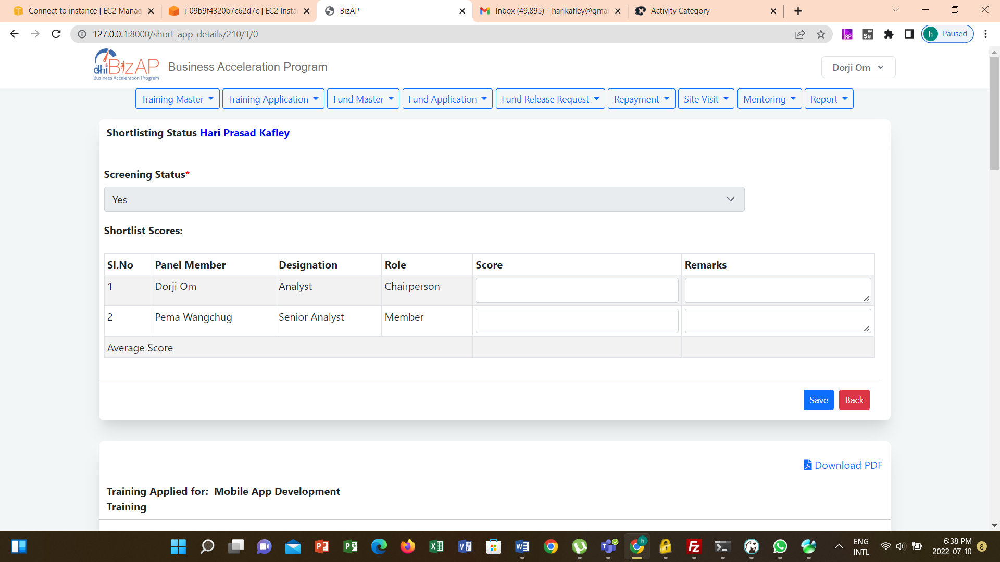 Connect to instance | EC2 Manag
i-09b9f4320b7c62d7c | EC2 Insta
BizAP
Inbox (49,895) - harikafley@gmai
Activity Category
127.0.0.1:8000/short_app_details/210/1/0
RP
Se
h
Paused
dhi BizAP
Business Acceleration Program
Business Acceleration Program
Dorji Om
Training Master
Training Application
Fund Master
Fund Application
Fund Release Request
Repayment
Site Visit
Mentoring
Report
Shortlisting Status Hari Prasad Kafley
Screening Status*
Yes
Shortlist Scores:
Sl.No Panel Member Designation Role Score Remarks
1 Dorji Om Analyst Chairperson
2 Pema Wangchug Senior Analyst Member
Average Score
Save
Back
Download PDF
Training Applied for: Mobile App Development
Training
ENG
INTL
6:38 PM
2022-07-10
8